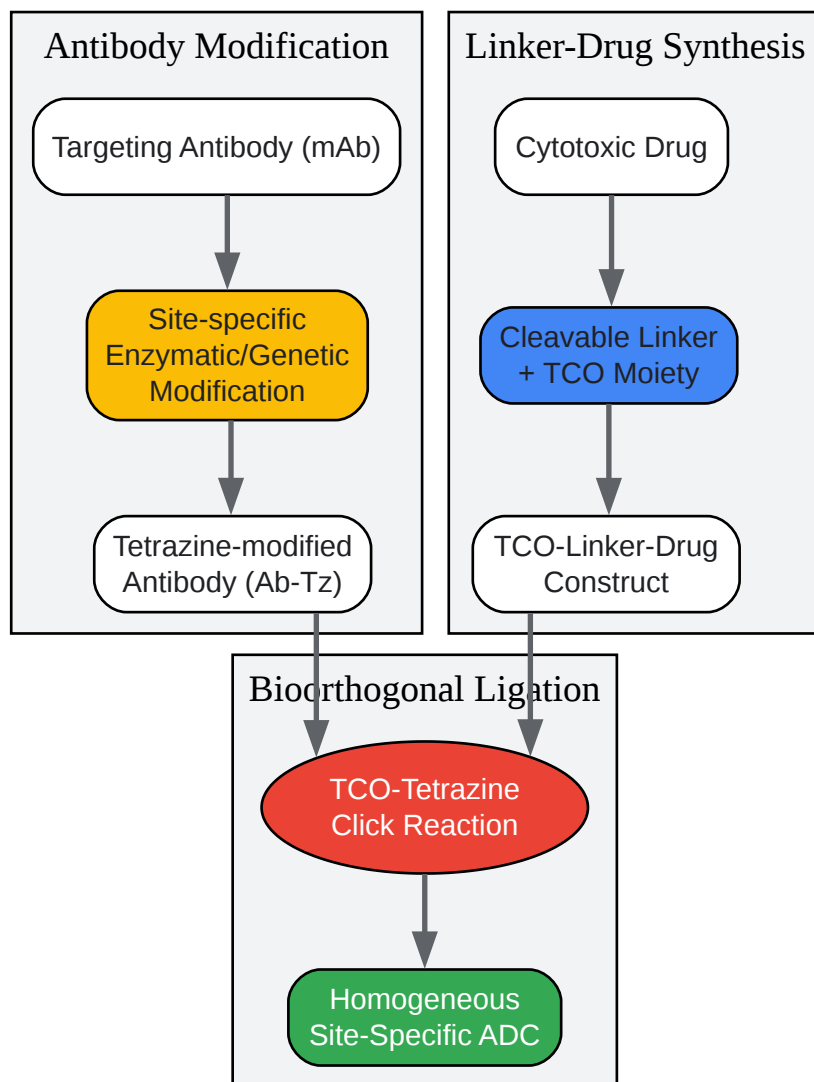 Antibody Modification
Targeting Antibody (mAb)
Site-specific
Enzymatic/Genetic
Modification
Tetrazine-modified
Antibody (Ab-Tz)
Linker-Drug Synthesis
Cytotoxic Drug
Cleavable Linker
+ TCO Moiety
TCO-Linker-Drug
Construct
Bioorthogonal Ligation
TCO-Tetrazine
Click Reaction
Homogeneous
Site-Specific ADC